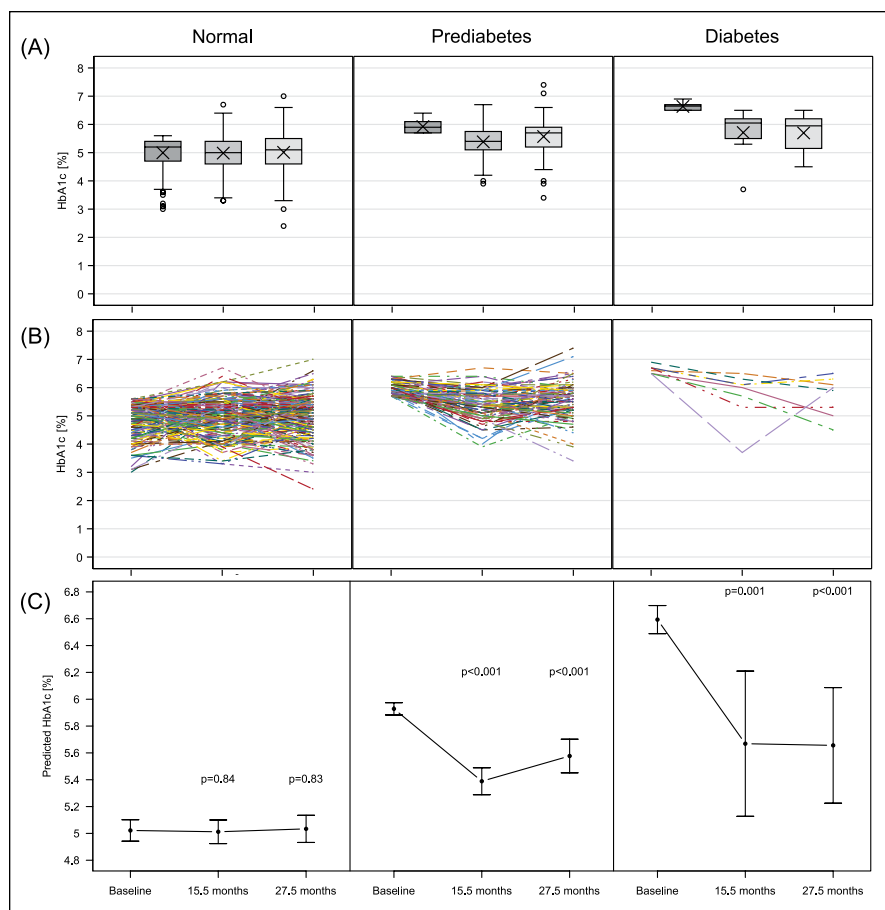 (A) Normal Prediabetes Diabetes
8
7
6
5
4
3
2
1
0
HbA1c [%]
(B)
8
7
6
5
4
3
2
1
0
HbA1c [%]
(C)
6.8
6.6
6.4
6.2
6
5.8
5.6
5.4
5.2
5
4.8
Predicted HbA1c [%]
p=0.84 p=0.83
p<0.001 p<0.001
p=0.001 p<0.001
Baseline 15.5 months 27.5 months Baseline 15.5 months 27.5 months Baseline 15.5 months 27.5 months